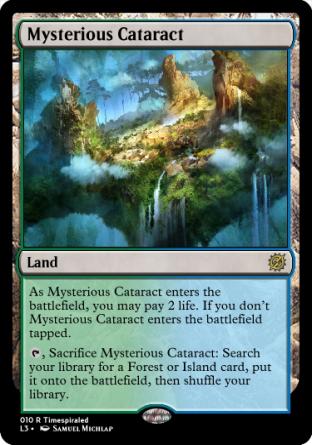 Mysterious Cataract
Land
As Mysterious Cataract enters the
battlefield, you may pay 2 life. If you don't
Mysterious Cataract enters the battlefield
tapped.
, Sacrifice Mysterious Cataract: Search
your library for a Forest or Island card, put
it onto the battlefield, then shuffle your
library.
010 R Timespiraled
L3 • Samuel Michlap